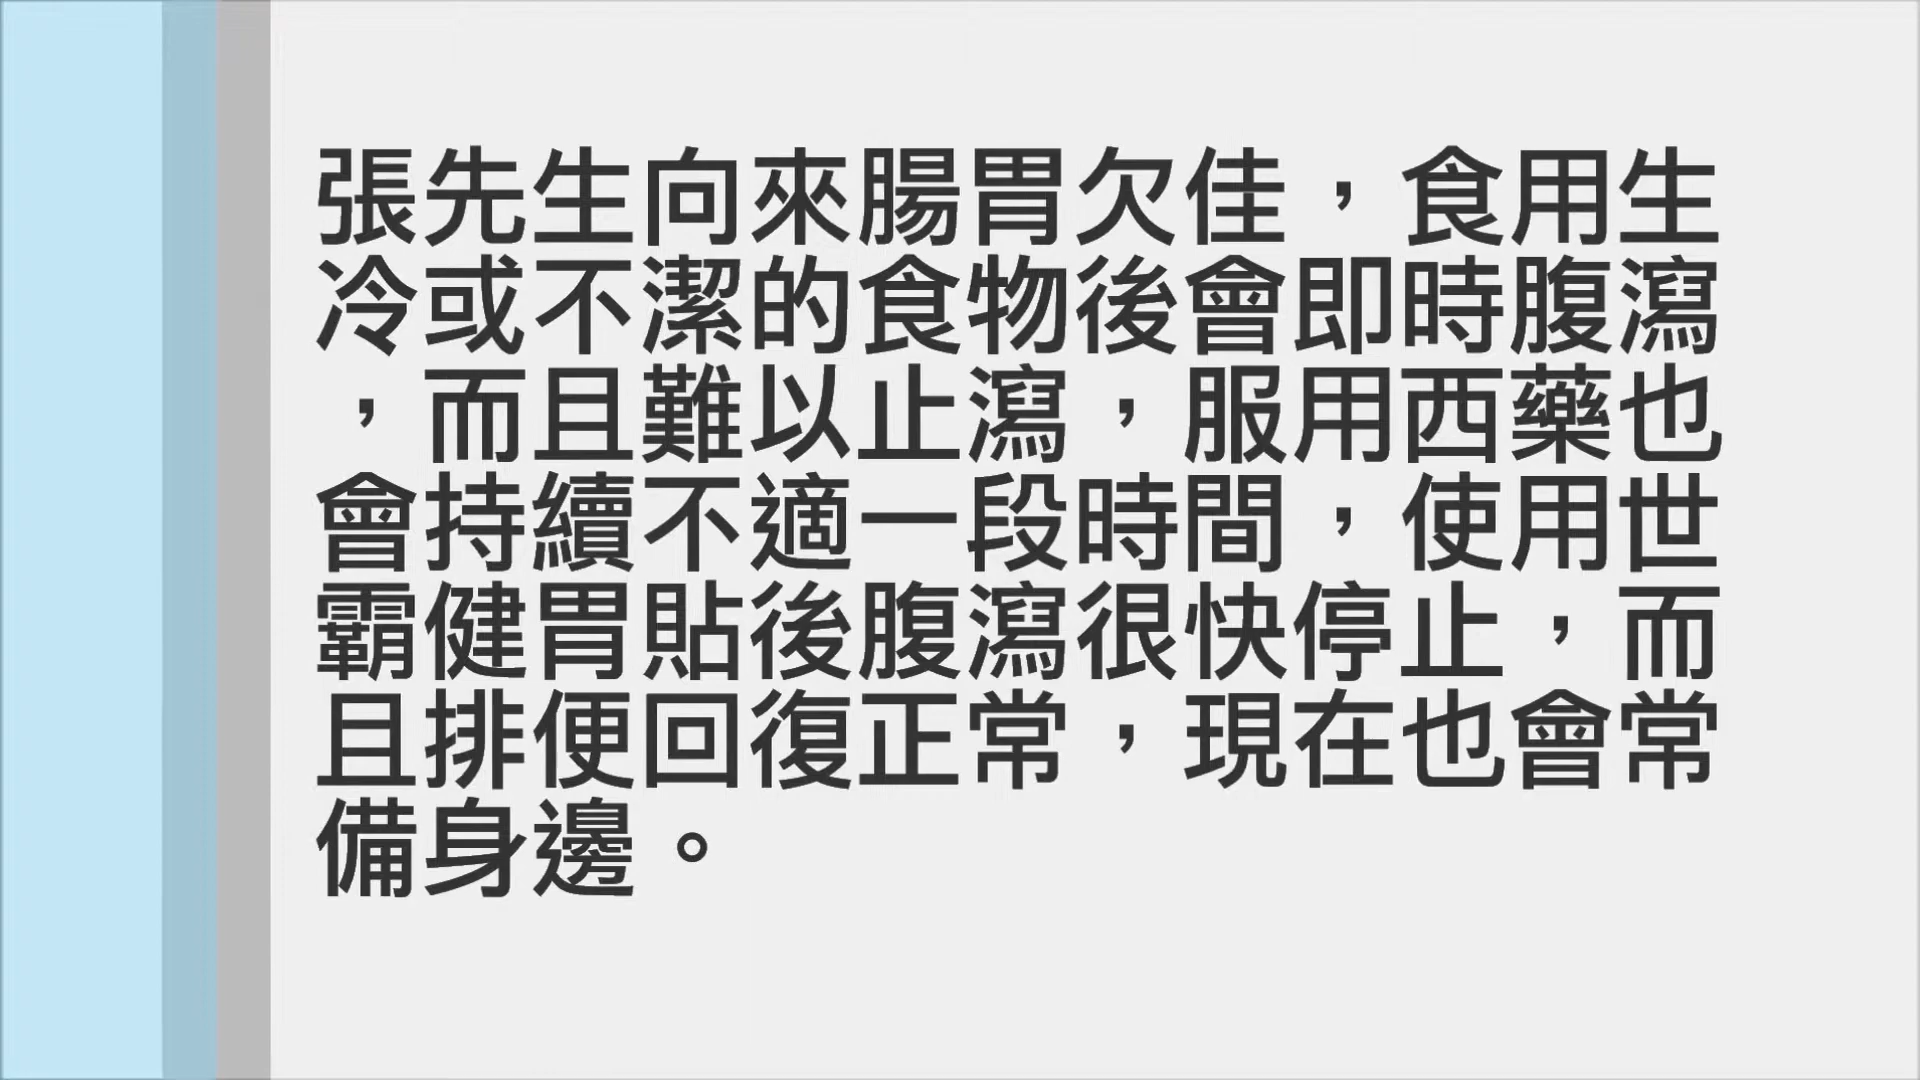 張先生向來腸胃欠佳，食用生
冷或不潔的食物後會即時腹瀉
，而且難以止瀉，服用西藥也
會持續不適一段時間，使用世
霸健胃貼後腹瀉很快停止，而
且排便回復正常，現在也會常
備身邊。